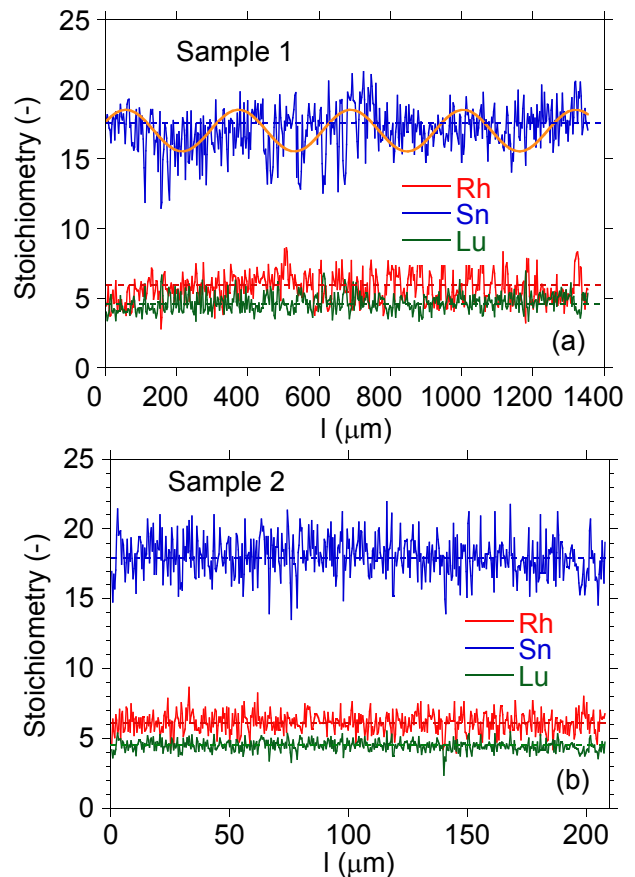 25
Sample 1
20
15
Rh
Sn
10
Lu
5
(a)
0
0 200 400 600 800 1000 1200 1400
l (μm)
Stoichiometry (-)
25
Sample 2
20
15
Rh
Sn
10
Lu
5
(b)
0
0 50 100 150 200
l (μm)
Stoichiometry (-)